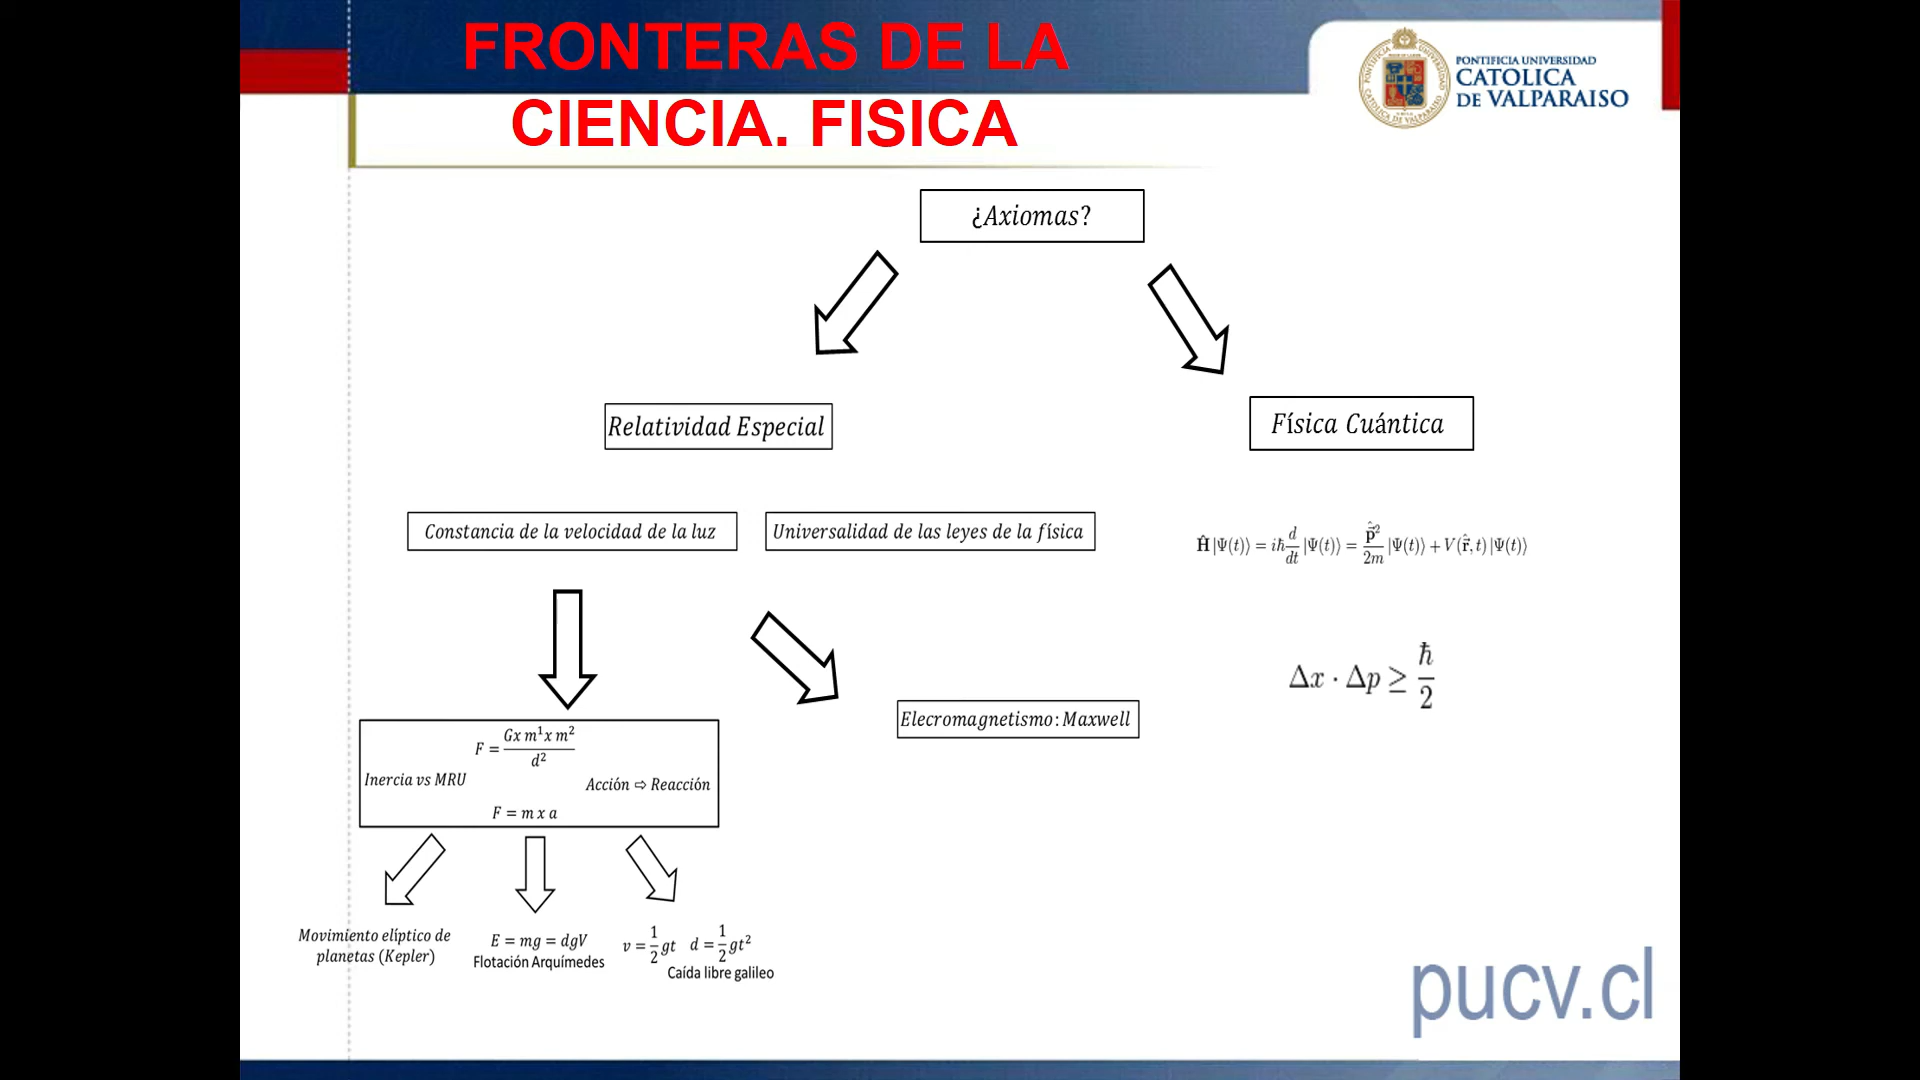 FRONTERAS DE LA
CIENCIA. FISICA
PONTIFICIA UNIVERSIDAD
CATOLICA
DE VALPARAISO
¿Axiomas?
Relatividad Especial
Física Cuántica
Constancia de la velocidad de la luz
Universalidad de las leyes de la física
Ĥ |Ψ(t)⟩ = iħ d/dt |Ψ(t)⟩ = p̂²/2m |Ψ(t)⟩ + V(r̂, t) |Ψ(t)⟩
Δx · Δp ≥ ħ/2
Elecromagnetismo: Maxwell
F = Gx m¹x m²/d²
Inercia vs MRU
Acción ⇨ Reacción
F = m x a
Movimiento elíptico de
planetas (Kepler)
E = mg = dgV
Flotación Arquímedes
v = 1/2 gt d = 1/2 gt²
Caída libre galileo
pucv.cl